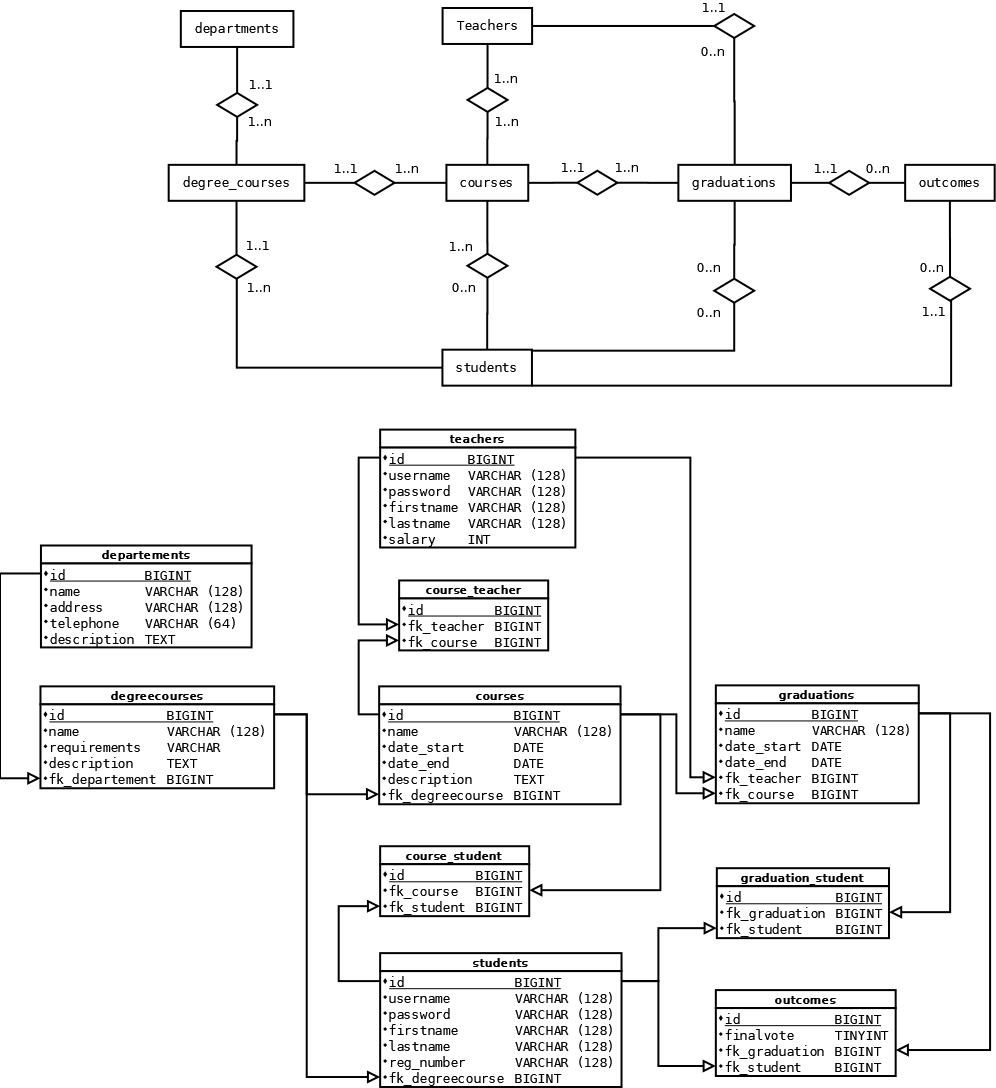 departments
Teachers
1..1
0..n
1..1
1..n
1..n
1..n
degree_courses
1..1
1..n
courses
1..1
1..n
graduations
1..1
0..n
outcomes
1..1
1..n
1..n
0..n
0..n
0..n
0..n
1..1
students
teachers
id BIGINT
username VARCHAR (128)
password VARCHAR (128)
firstname VARCHAR (128)
lastname VARCHAR (128)
salary INT
departements
id BIGINT
name VARCHAR (128)
address VARCHAR (128)
telephone VARCHAR (64)
description TEXT
course_teacher
id BIGINT
fk_teacher BIGINT
fk_course BIGINT
degreecourses
id BIGINT
name VARCHAR (128)
requirements VARCHAR
description TEXT
fk_departement BIGINT
courses
id BIGINT
name VARCHAR (128)
date_start DATE
date_end DATE
description TEXT
fk_degreecourse BIGINT
graduations
id BIGINT
name VARCHAR (128)
date_start DATE
date_end DATE
fk_teacher BIGINT
fk_course BIGINT
course_student
id BIGINT
fk_course BIGINT
fk_student BIGINT
graduation_student
id BIGINT
fk_graduation BIGINT
fk_student BIGINT
students
id BIGINT
username VARCHAR (128)
password VARCHAR (128)
firstname VARCHAR (128)
lastname VARCHAR (128)
reg_number VARCHAR (128)
fk_degreecourse BIGINT
outcomes
id BIGINT
finalvote TINYINT
fk_graduation BIGINT
fk_student BIGINT